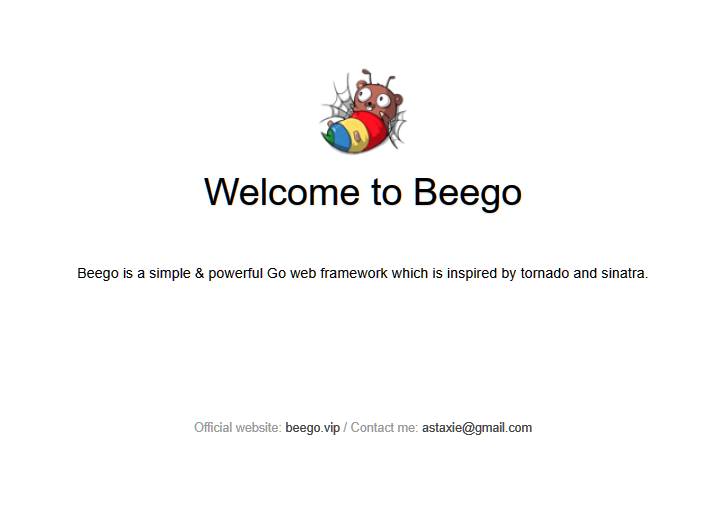 Welcome to Beego
Beego is a simple & powerful Go web framework which is inspired by tornado and sinatra.
Official website: beego.vip / Contact me: astaxie@gmail.com